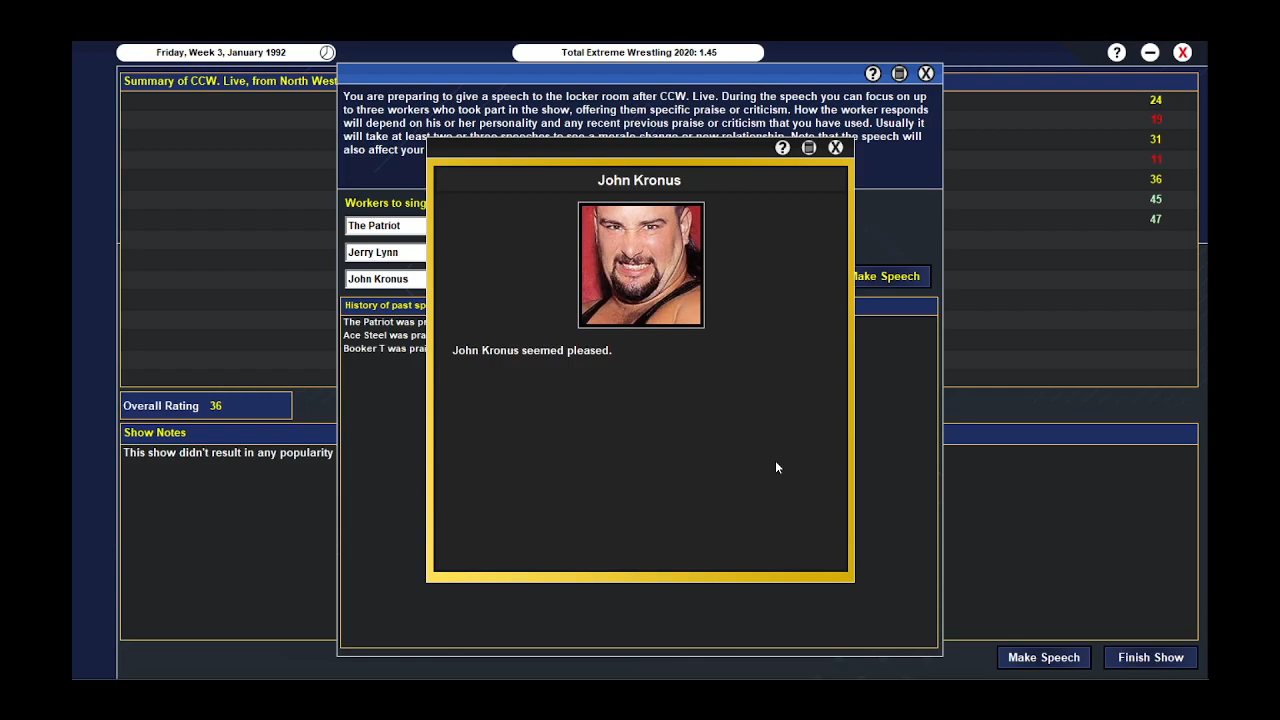 Friday, Week 3, January 1992
Total Extreme Wrestling 2020: 1.45
? X
Summary of CCW. Live, from North West
? X
You are preparing to give a speech to the locker room after CCW. Live. During the speech you can focus on up
to three workers who took part in the show, offering them specific praise or criticism. How the worker responds
will depend on his or her personality and any recent previous praise or criticism that you have used. Usually it
will take at least two or three speeches to see a morale change or new relationship. Note that the speech will
also affect your
? X
24
19
31
11
36
45
47
John Kronus
Workers to sing
The Patriot
Jerry Lynn
John Kronus
Make Speech
History of past sp
The Patriot was pr
Ace Steel was pra
Booker T was prai
John Kronus seemed pleased.
Overall Rating 36
Show Notes
This show didn't result in any popularity
Make Speech
Finish Show